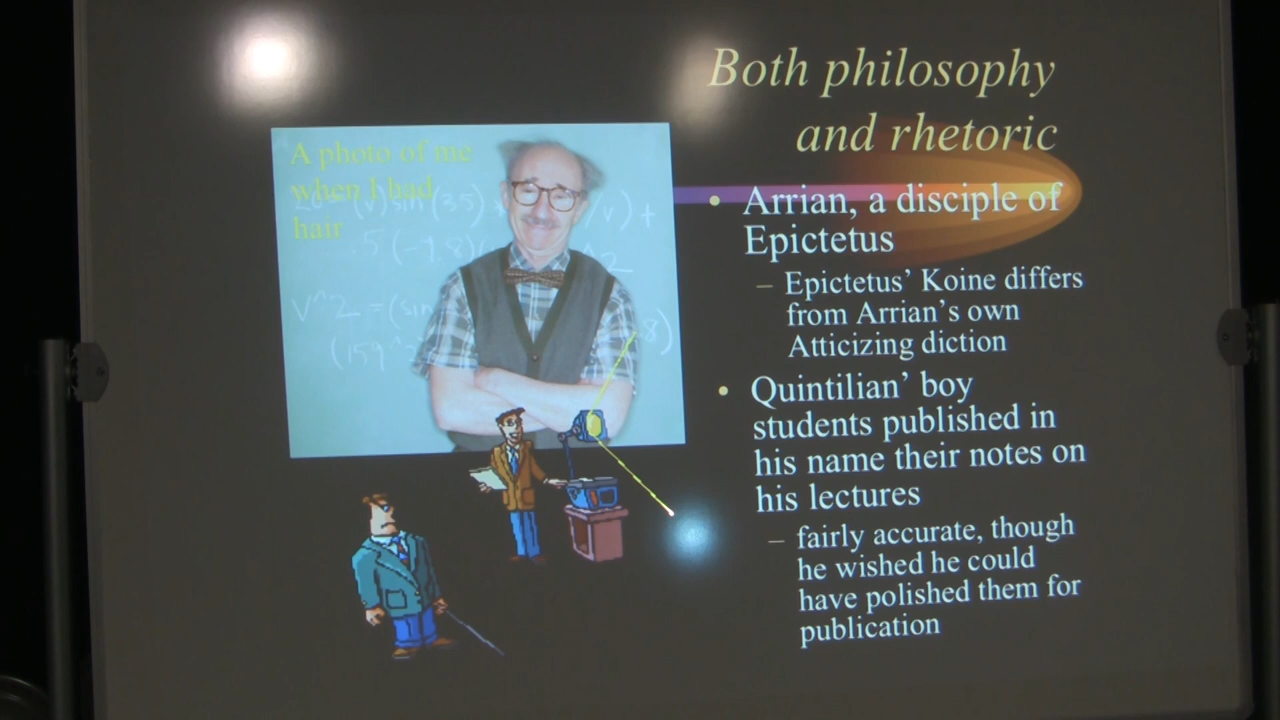 Both philosophy
and rhetoric
A photo of me
when I had
hair
• Arrian, a disciple of
Epictetus
– Epictetus’ Koine differs
from Arrian’s own
Atticizing diction
• Quintilian’ boy
students published in
his name their notes on
his lectures
– fairly accurate, though
he wished he could
have polished them for
publication